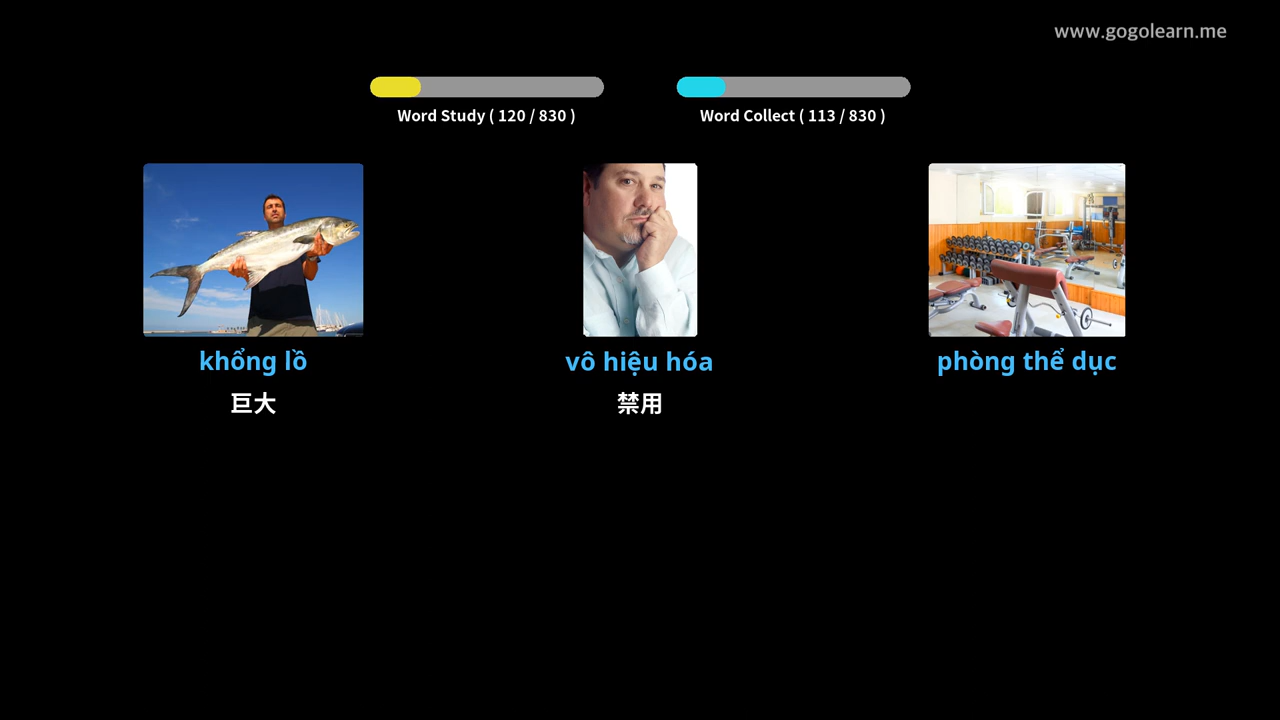 www.gogolearn.me
Word Study ( 120 / 830 )
Word Collect ( 113 / 830 )
khổng lồ
vô hiệu hóa
phòng thể dục
巨大
禁用